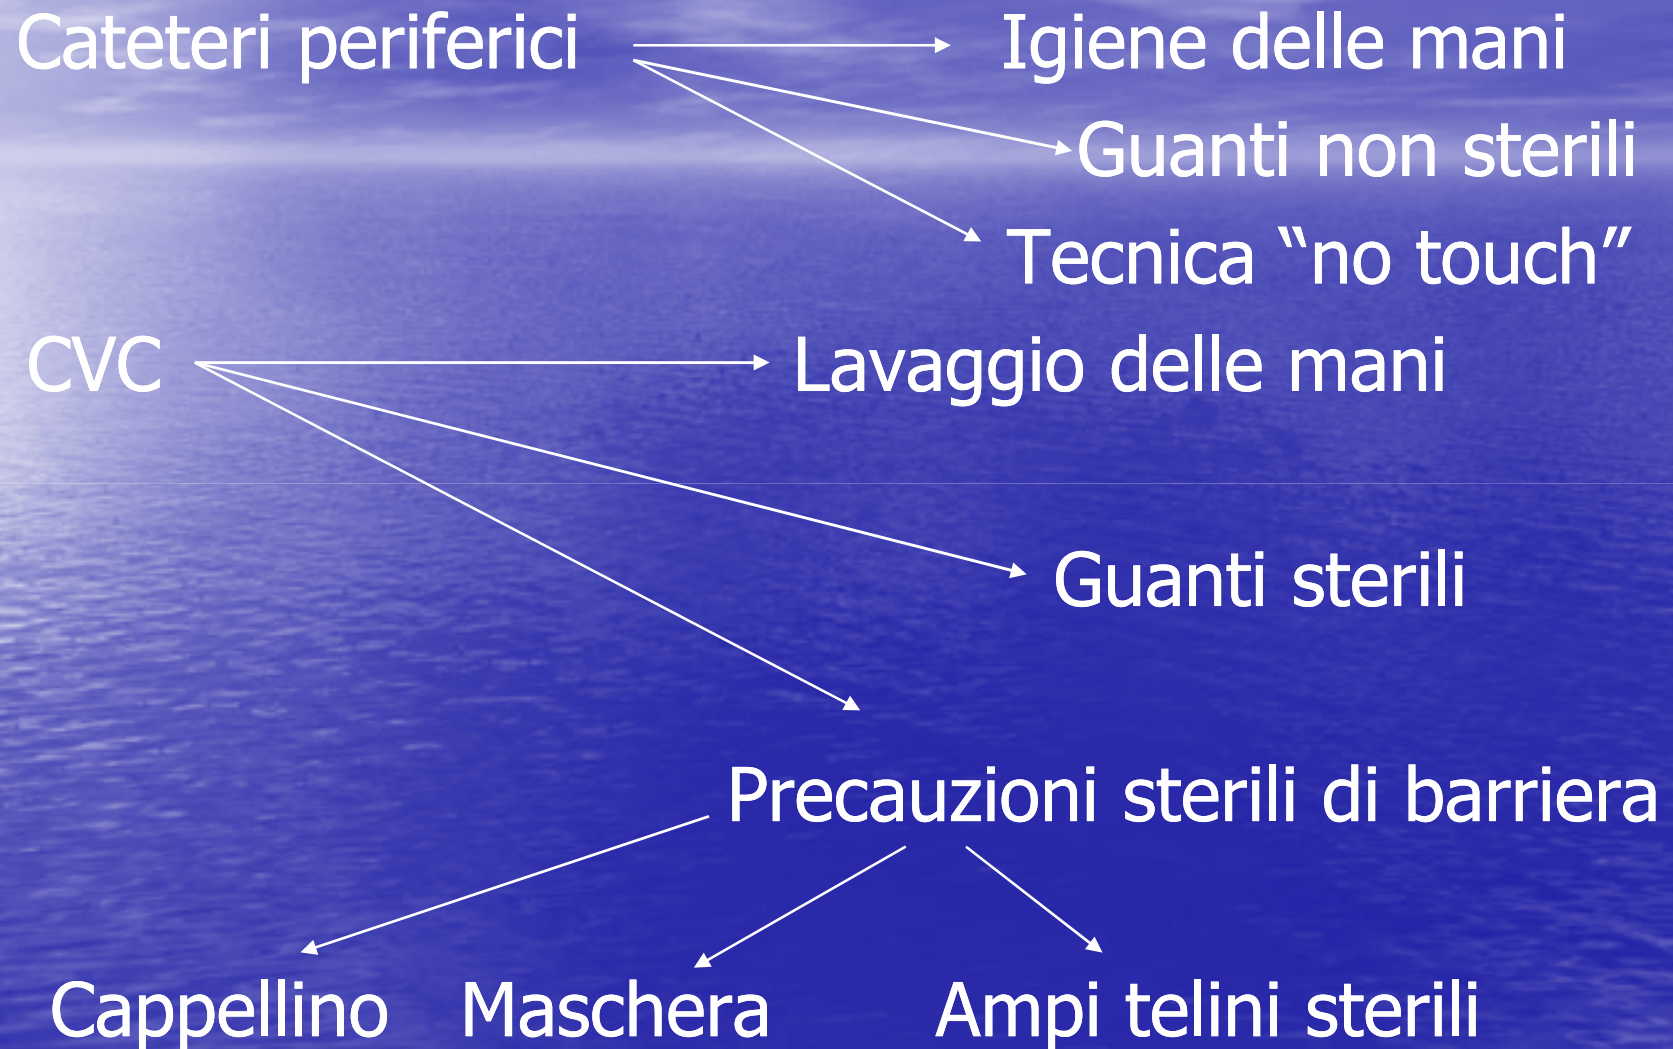 Cateteri periferici Igiene delle mani
Guanti non sterili
Tecnica “no touch”
CVC Lavaggio delle mani
Guanti sterili
Precauzioni sterili di barriera
Cappellino Maschera Ampi telini sterili